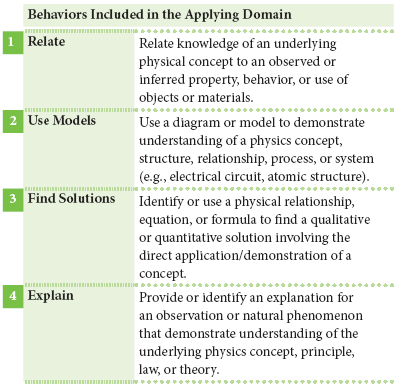 Behaviors Included in the Applying Domain
1 Relate Relate knowledge of an underlying
physical concept to an observed or
inferred property, behavior, or use of
objects or materials.
2 Use Models Use a diagram or model to demonstrate
understanding of a physics concept,
structure, relationship, process, or system
(e.g., electrical circuit, atomic structure).
3 Find Solutions Identify or use a physical relationship,
equation, or formula to find a qualitative
or quantitative solution involving the
direct application/demonstration of a
concept.
4 Explain Provide or identify an explanation for
an observation or natural phenomenon
that demonstrate understanding of the
underlying physics concept, principle,
law, or theory.